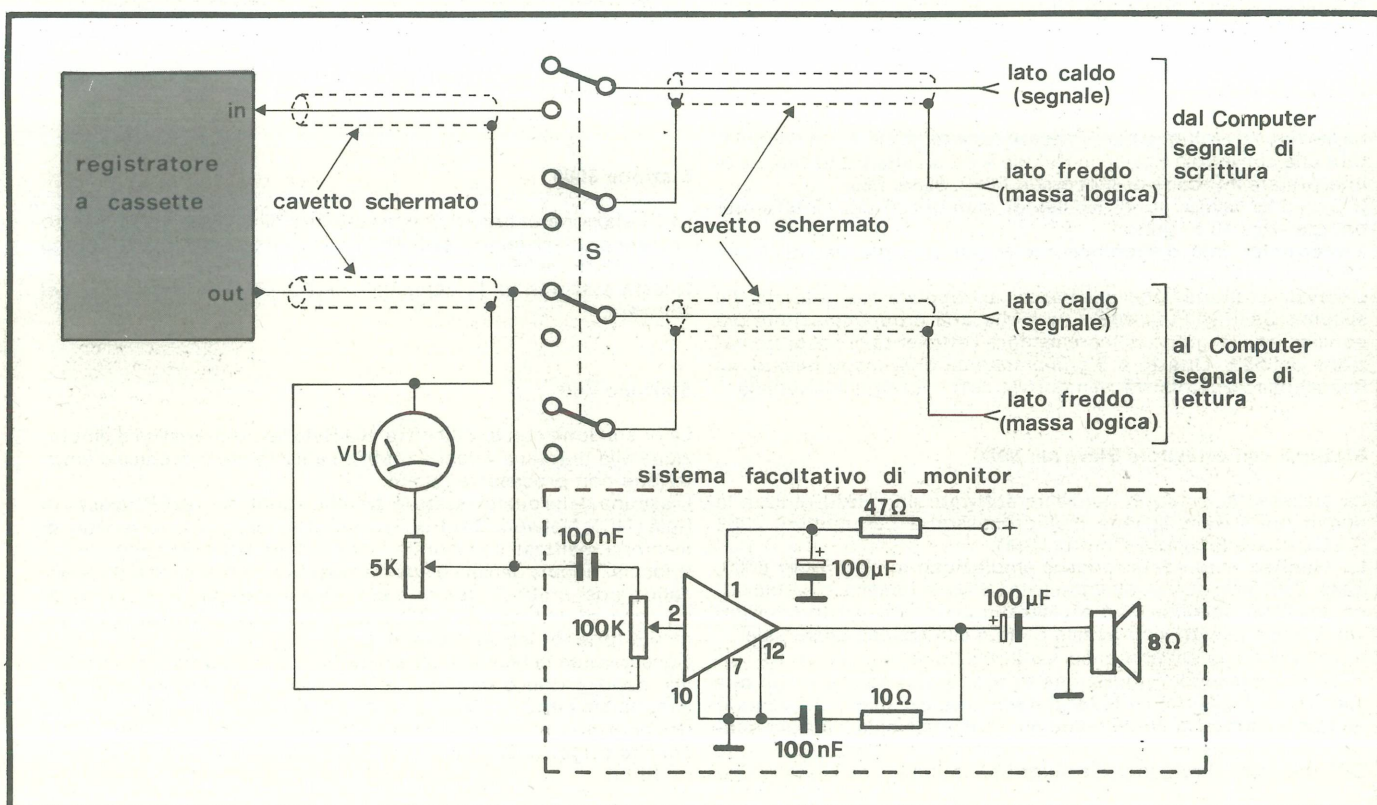 registratore
a cassette
in
out
cavetto schermato
S
cavetto schermato
lato caldo
(segnale)
lato freddo
(massa logica)
dal Computer
segnale di
scrittura
lato caldo
(segnale)
lato freddo
(massa logica)
al Computer
segnale di
lettura
VU
5K
sistema facoltativo di monitor
100nF
100K
47Ω
+
+
100µF
1
2
7
12
10
100µF
+
8Ω
10Ω
100nF